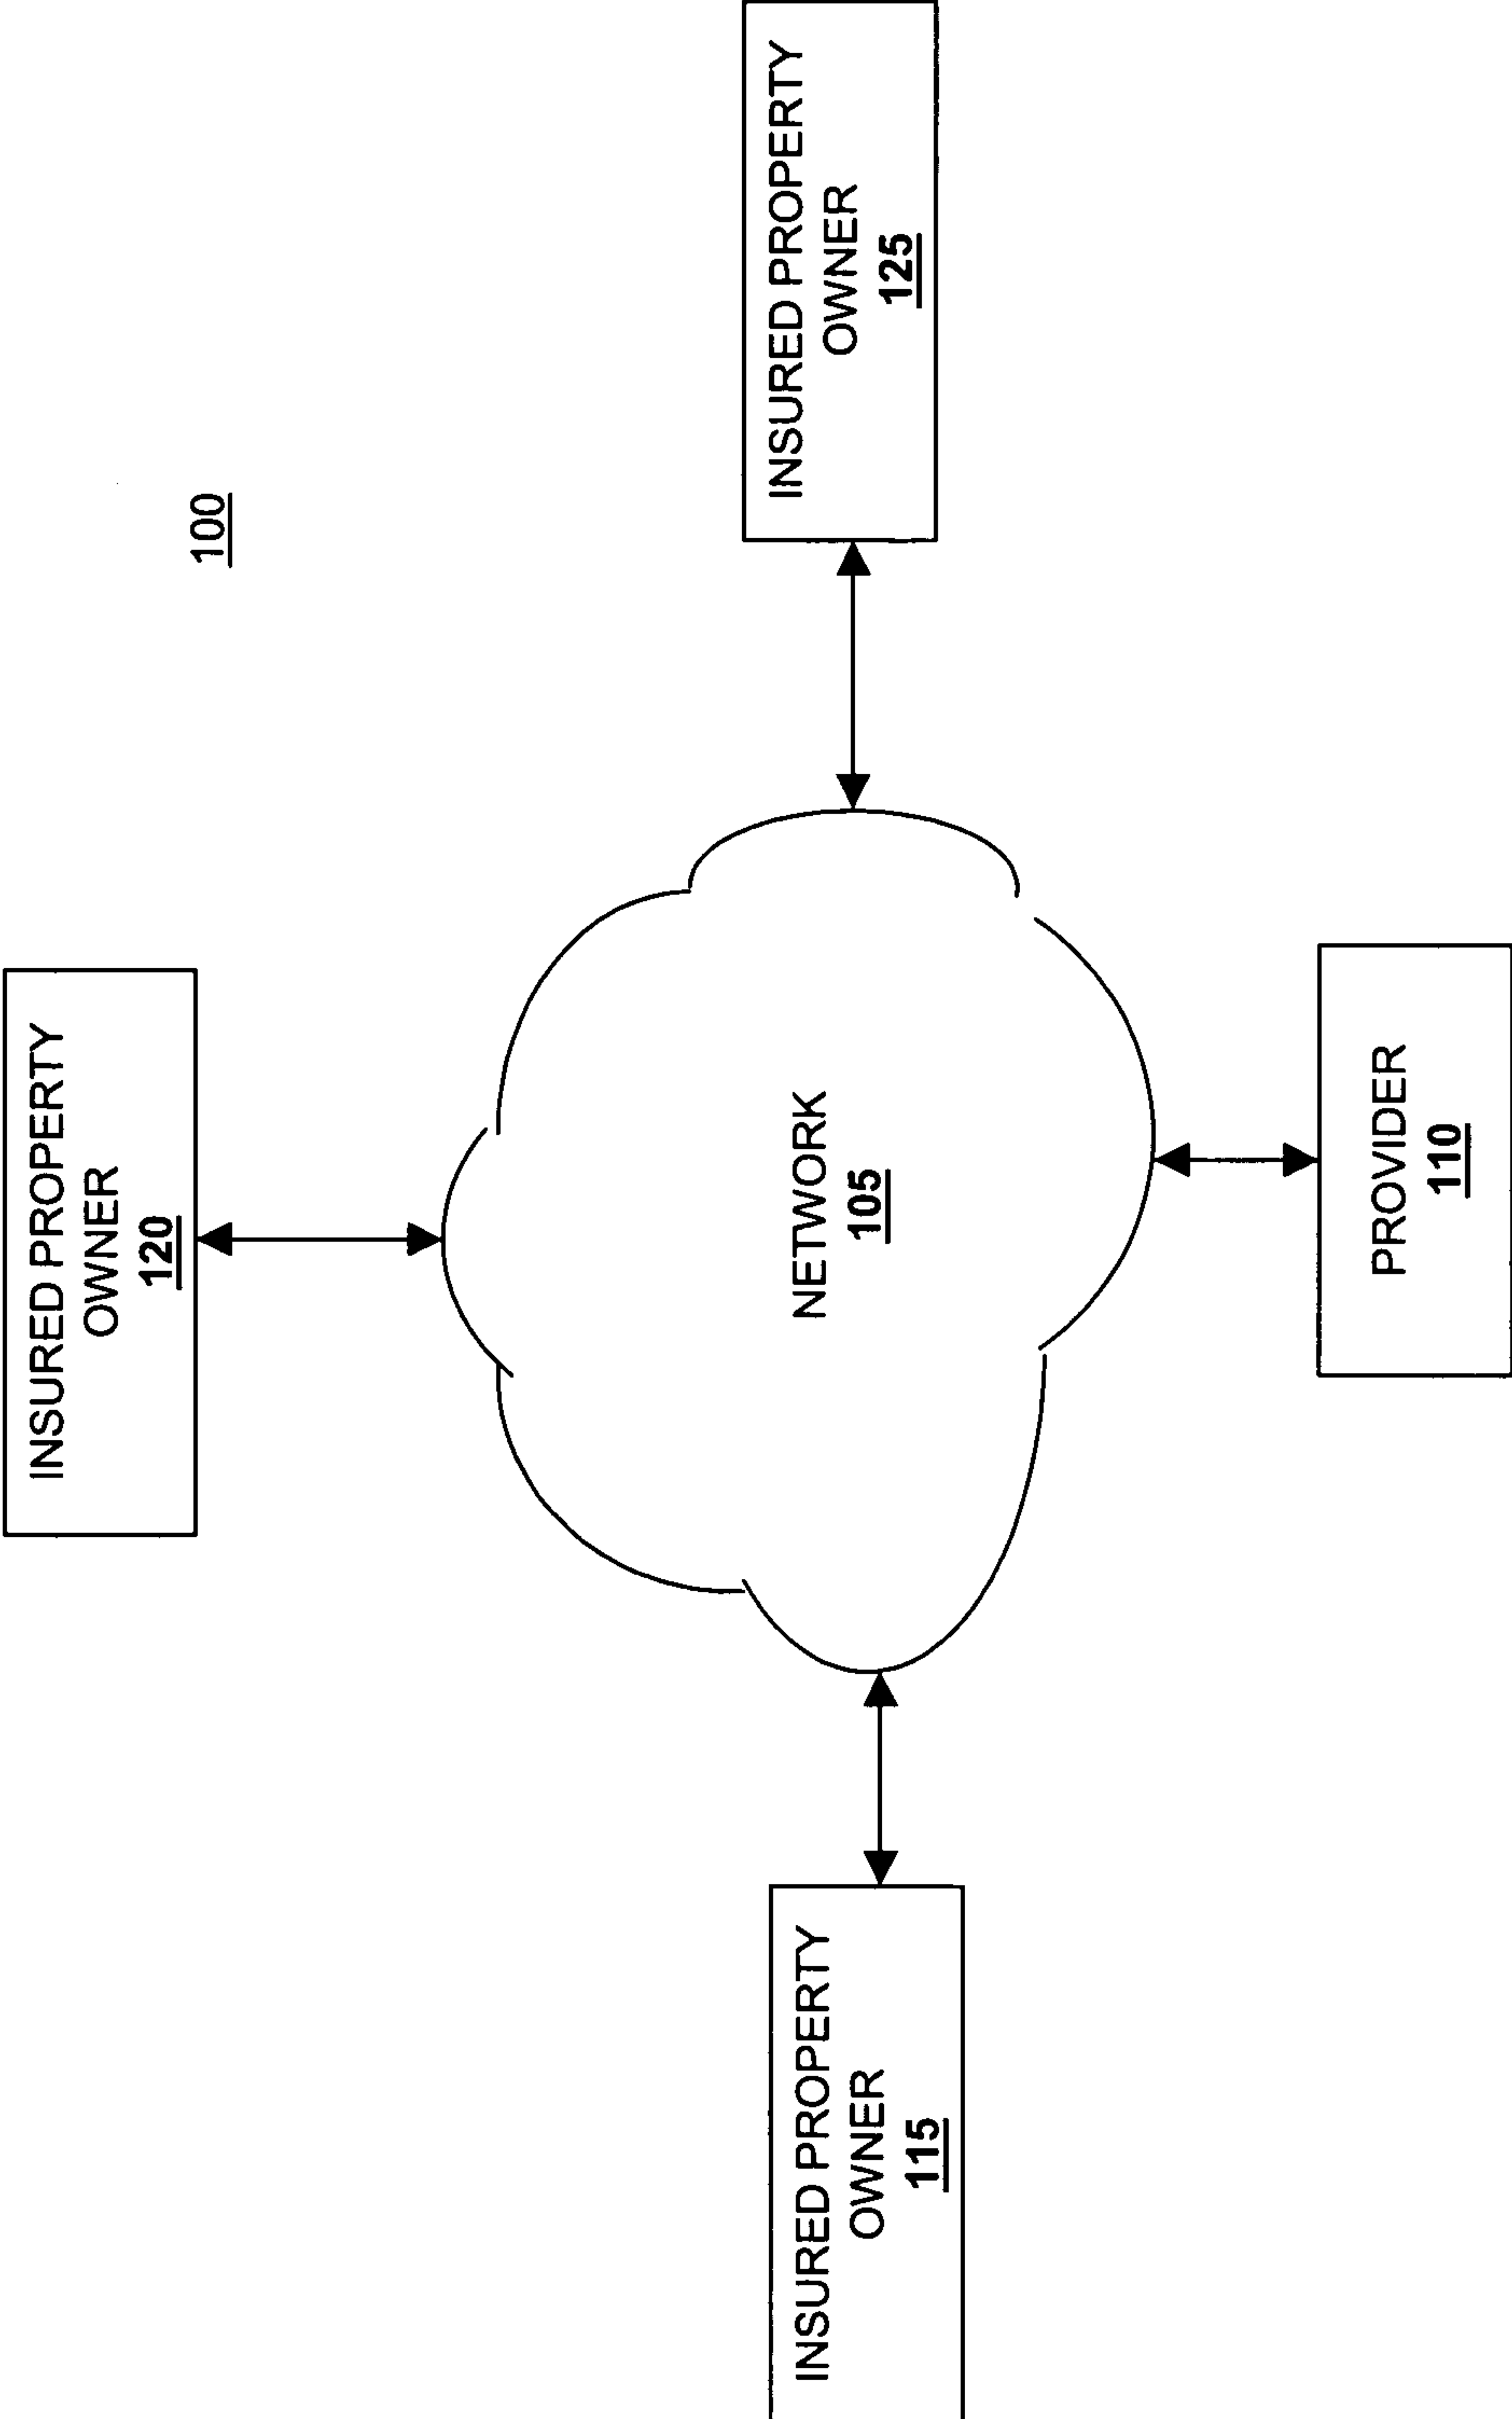 100
INSURED PROPERTY
OWNER
120
INSURED PROPERTY
OWNER
115
NETWORK
105
INSURED PROPERTY
OWNER
125
PROVIDER
110